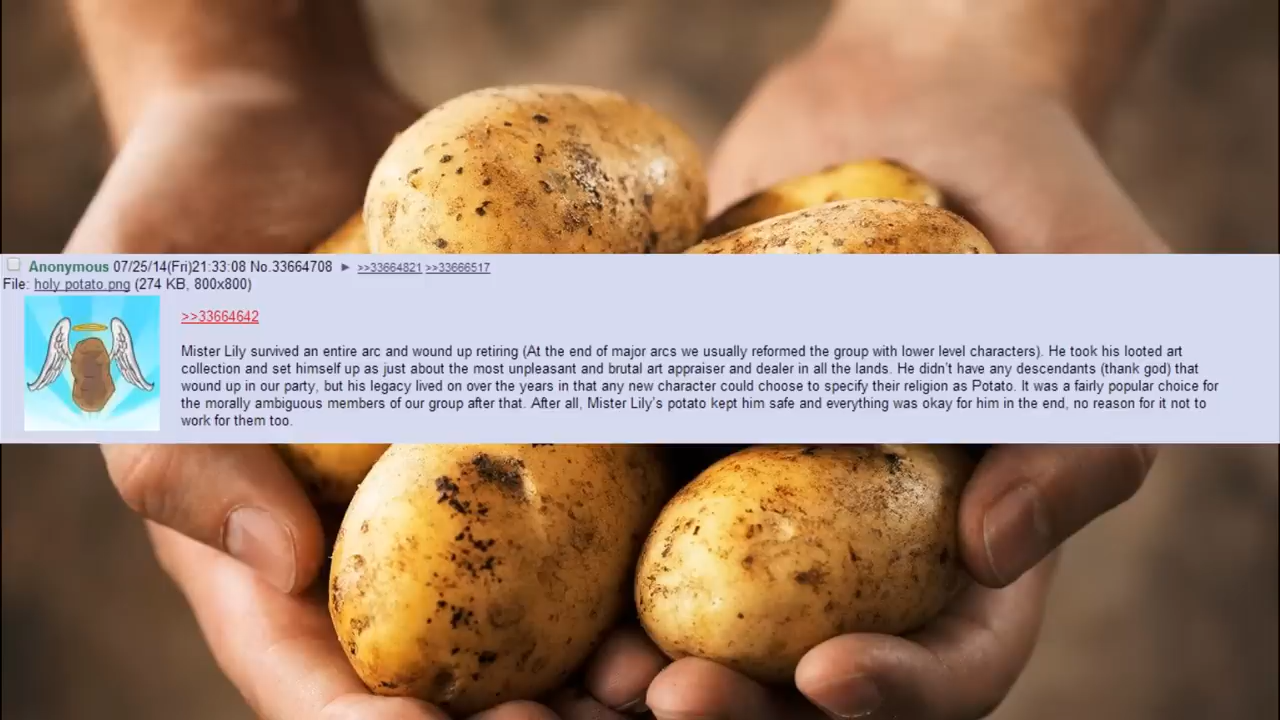 Anonymous 07/25/14(Fri)21:33:08 No.33664708 ► >>33664821 >>33666517
File: holy potato.png (274 KB, 800x800)
>>33664642
Mister Lily survived an entire arc and wound up retiring (At the end of major arcs we usually reformed the group with lower level characters). He took his looted art
collection and set himself up as just about the most unpleasant and brutal art appraiser and dealer in all the lands. He didn't have any descendants (thank god) that
wound up in our party, but his legacy lived on over the years in that any new character could choose to specify their religion as Potato. It was a fairly popular choice for
the morally ambiguous members of our group after that. After all, Mister Lily's potato kept him safe and everything was okay for him in the end, no reason for it not to
work for them too.